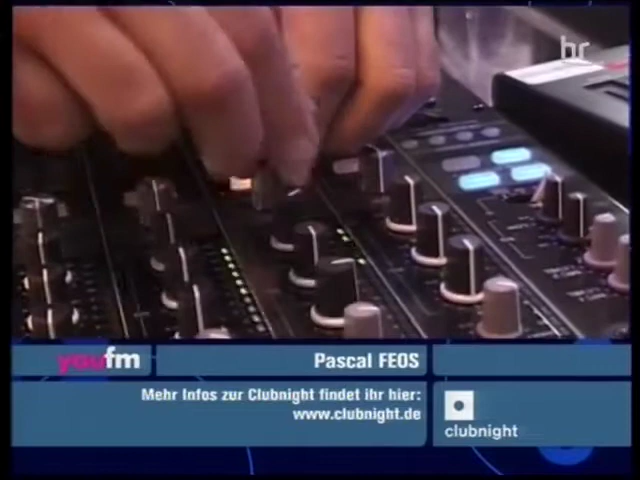 hr
youfm
Pascal FEOS
Mehr Infos zur Clubnight findet ihr hier:
www.clubnight.de
clubnight